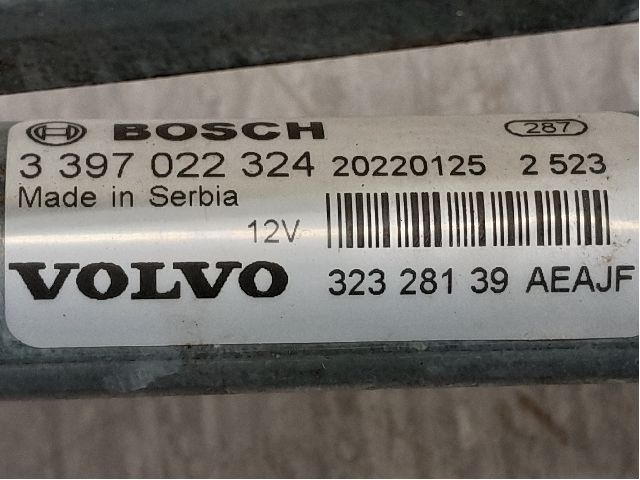 BOSCH 287
3 397 022 324 20220125 2 523
Made in Serbia
12V
VOLVO 323 281 39 AEAJF